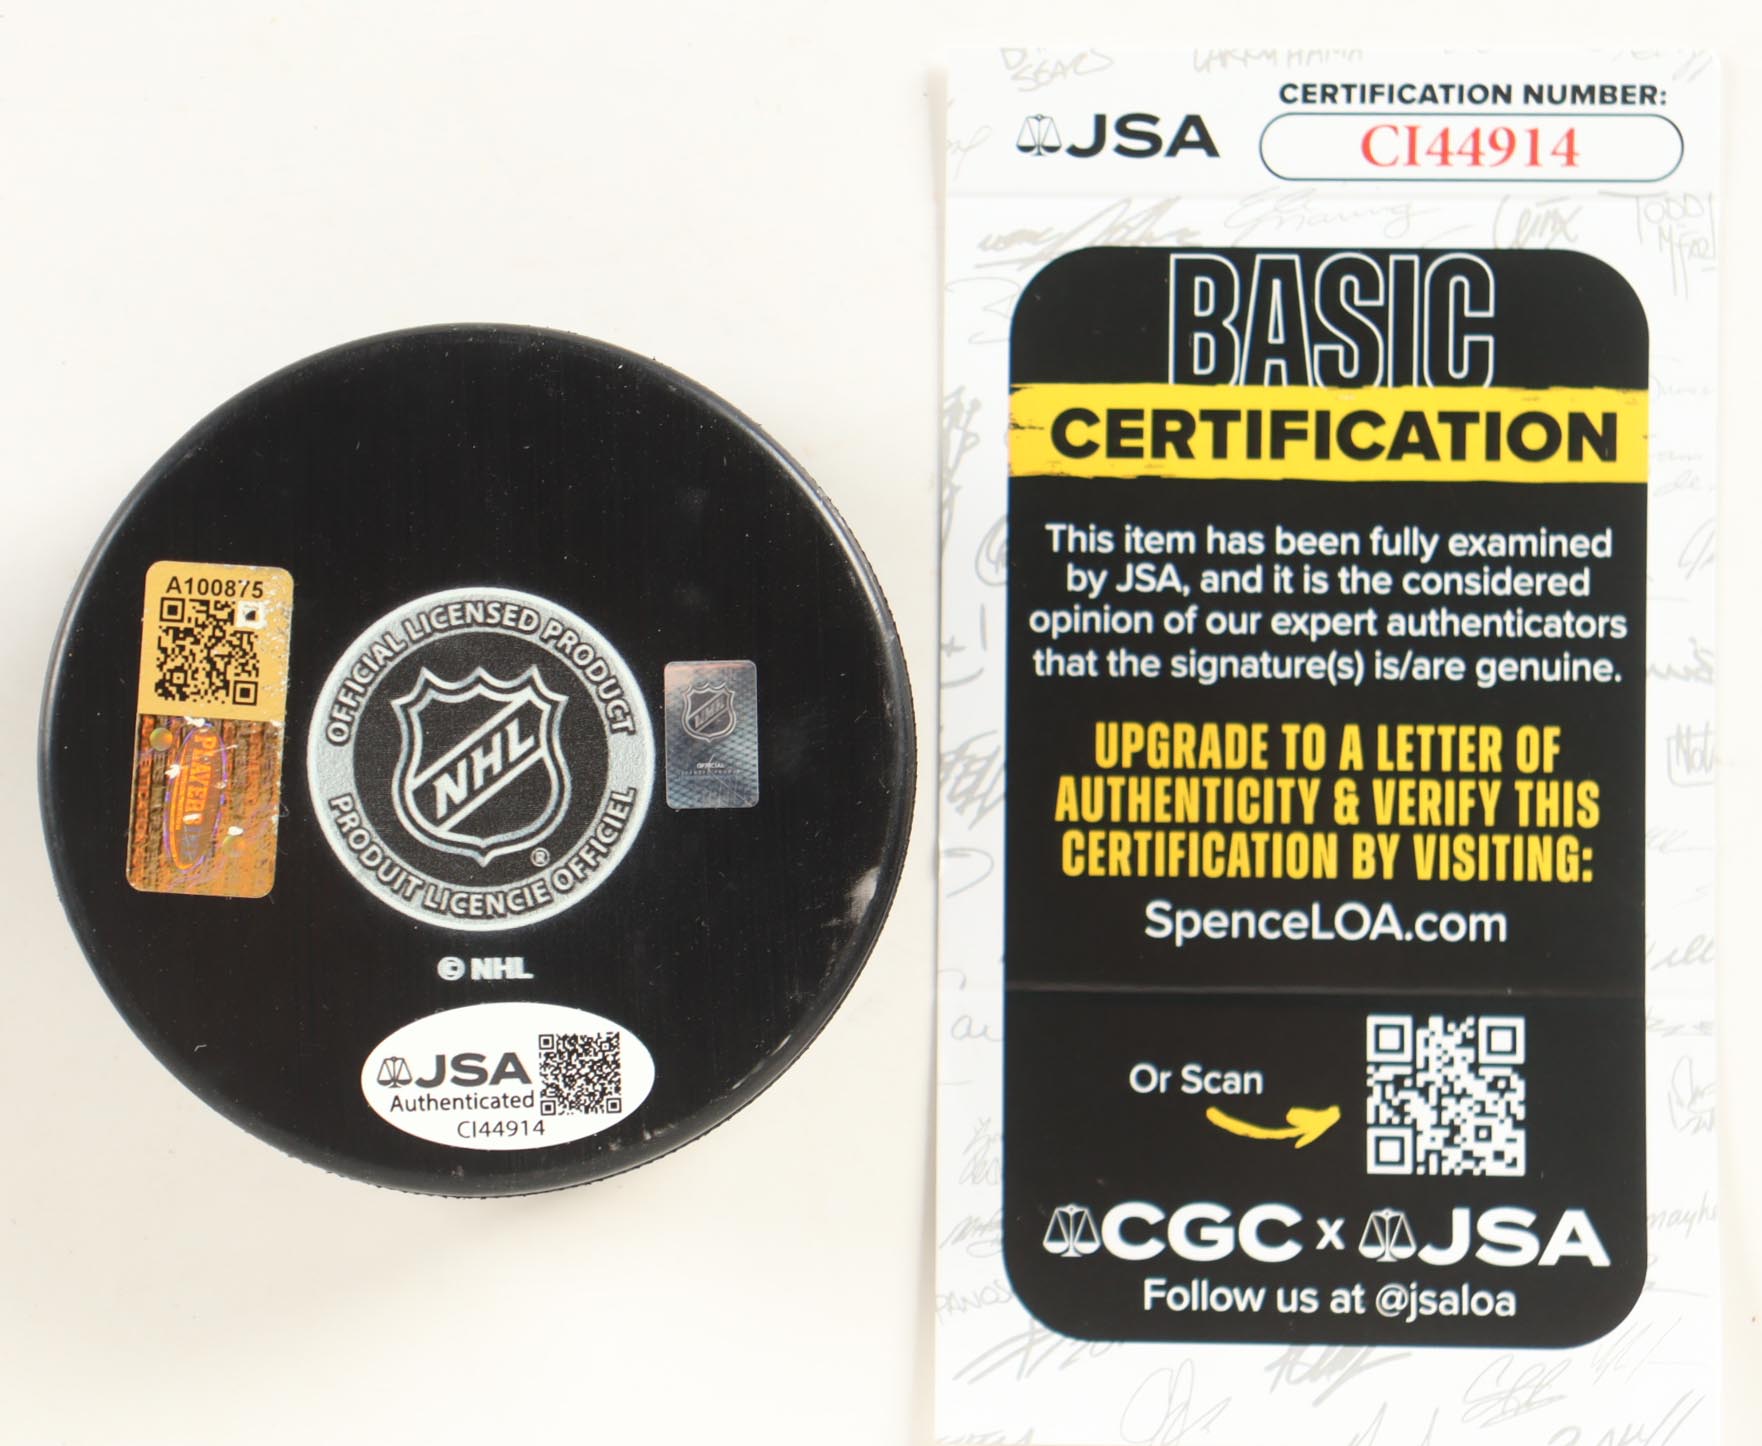 A100875
PLAYER
OFFICIAL LICENSED PRODUCT
NHL
®
PRODUIT LICENCIE OFFICIEL
© NHL
NHL
OFFICIAL
JSA
Authenticated
CI44914
JSA
CERTIFICATION NUMBER:
CI44914
BASIC
CERTIFICATION
This item has been fully examined
by JSA, and it is the considered
opinion of our expert authenticators
that the signature(s) is/are genuine.
UPGRADE TO A LETTER OF
AUTHENTICITY & VERIFY THIS
CERTIFICATION BY VISITING:
SpenceLOA.com
Or Scan
CGC x JSA
Follow us at @jsaloa